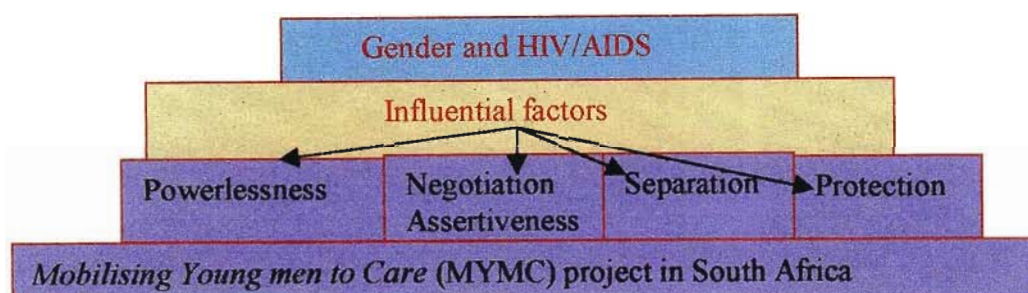 Gender and HIV/AIDS
Influential factors
Powerlessness
Negotiation
Assertiveness
Separation
Protection
Mobilising Young men to Care (MYMC) project in South Africa